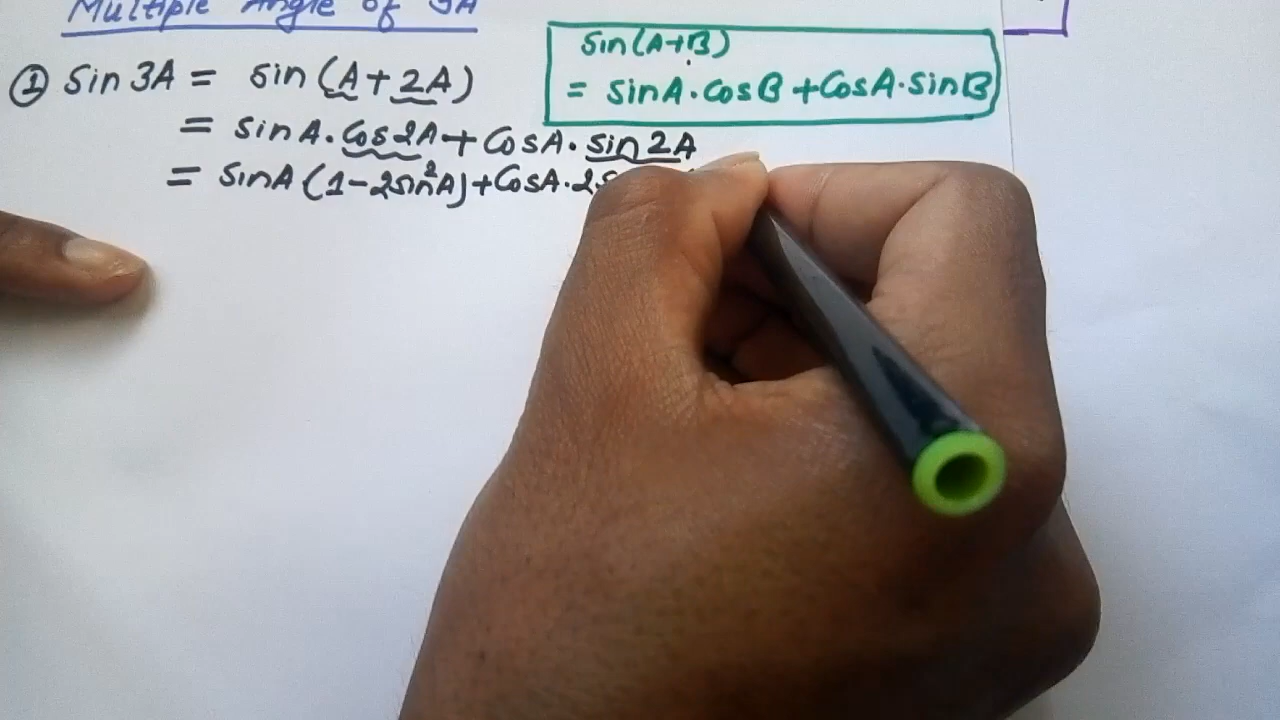 Multiple Angle of 3A
① Sin 3A = sin (A + 2A)
= sinA . Cos2A + CosA . sin 2A
= sinA (1 - 2sin²A) + CosA . 2s
sin(A+B)
= sinA . cosB + CosA . sinB